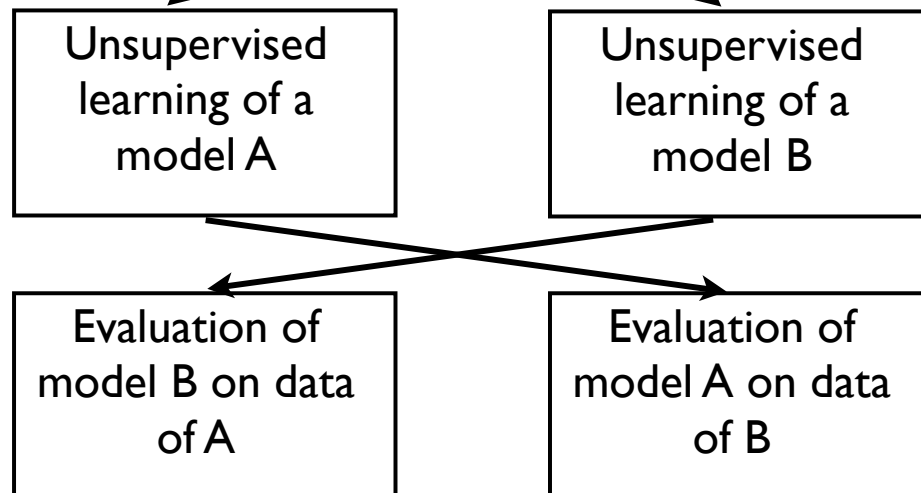 Unsupervised
learning of a
model A
Unsupervised
learning of a
model B
Evaluation of
model B on data
of A
Evaluation of
model A on data
of B